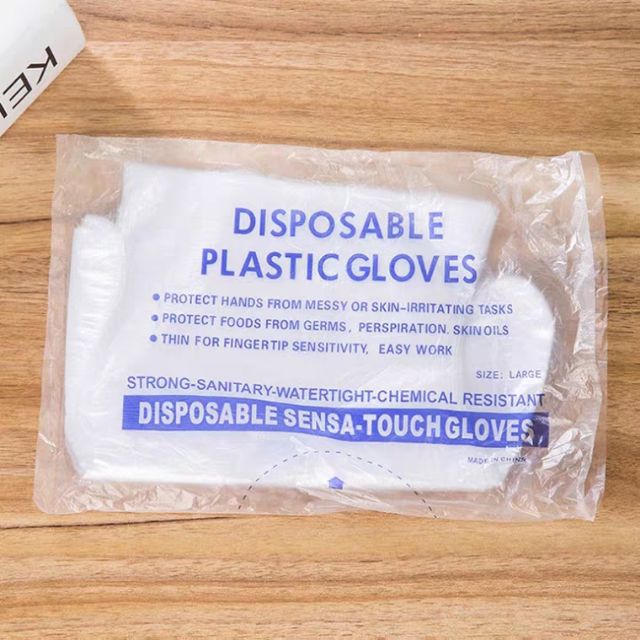 KEI
DISPOSABLE
PLASTIC GLOVES
• PROTECT HANDS FROM MESSY OR SKIN-IRRITATING TASKS
• PROTECT FOODS FROM GERMS, PERSPIRATION. SKIN OILS
• THIN FOR FINGERTIP SENSITIVITY, EASY WORK
SIZE: LARGE
STRONG-SANITARY-WATERTIGHT-CHEMICAL RESISTANT
DISPOSABLE SENSA-TOUCH GLOVES,
MADE IN CHINA